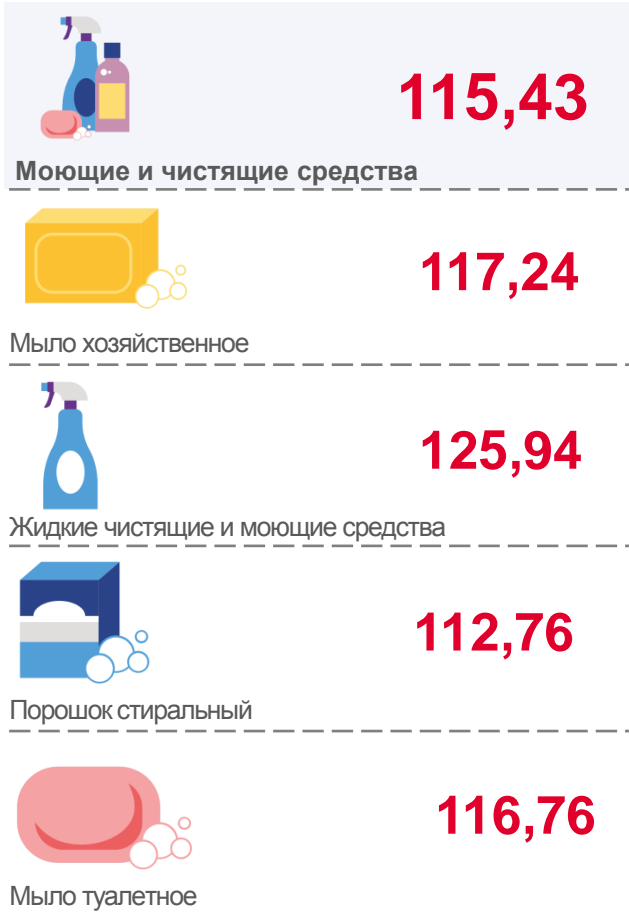 115,43
Моющие и чистящие средства
117,24
Мыло хозяйственное
125,94
Жидкие чистящие и моющие средства
112,76
Порошок стиральный
116,76
Мыло туалетное